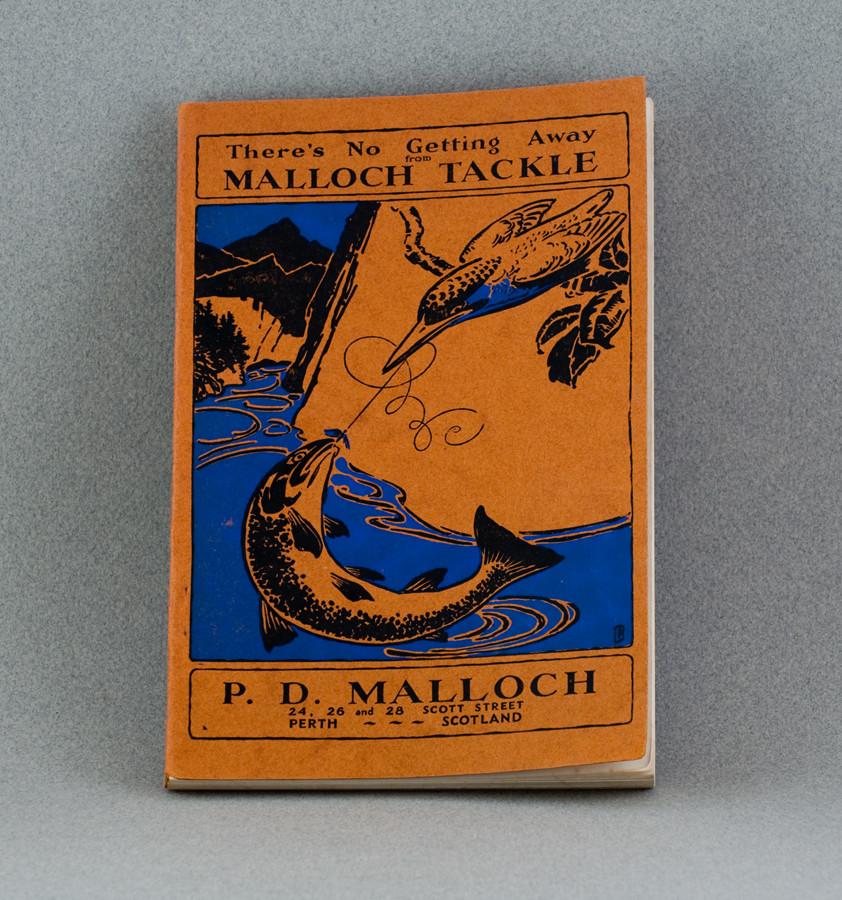 There's No Getting Away
from
MALLOCH TACKLE
P. D. MALLOCH
24, 26 and 28 SCOTT STREET
PERTH ~ ~ ~ SCOTLAND